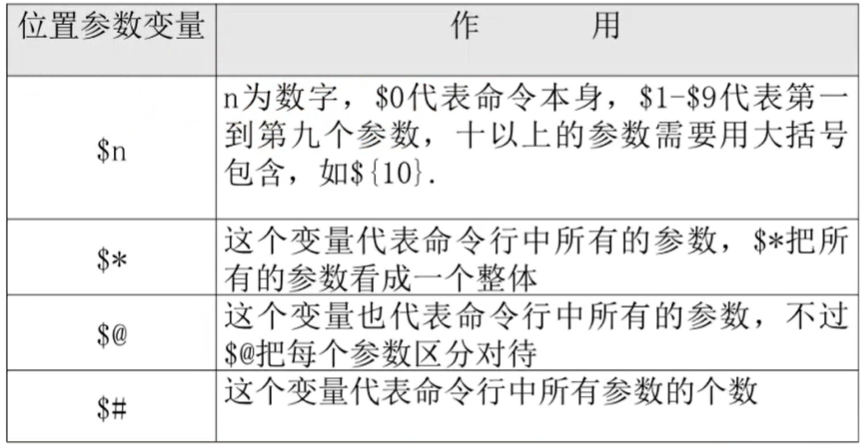 位置参数变量
作 用
$n
n为数字，$0代表命令本身，$1-$9代表第一
到第九个参数，十以上的参数需要用大括号
包含，如${10}.
$*
这个变量代表命令行中所有的参数，$*把所
有的参数看成一个整体
$@
这个变量也代表命令行中所有的参数，不过
$@把每个参数区分对待
$#
这个变量代表命令行中所有参数的个数